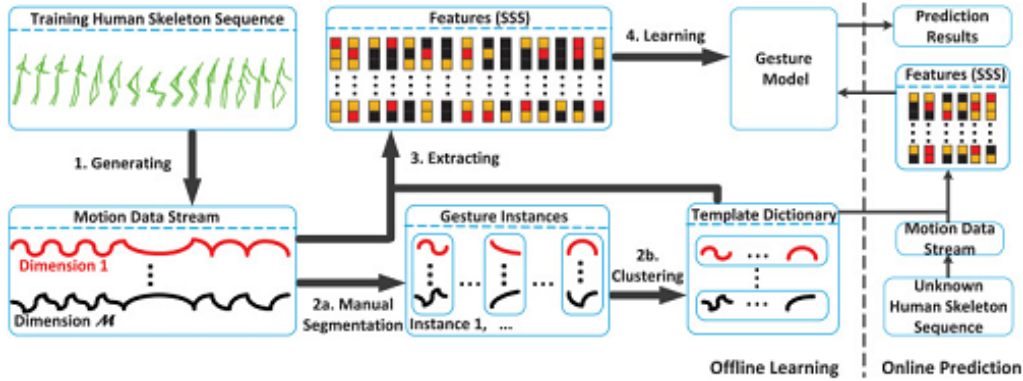 Training Human Skeleton Sequence
Features (SSS)
4. Learning
Gesture
Model
Prediction
Results
Features (SSS)
1. Generating
3. Extracting
Motion Data Stream
Dimension 1
Dimension M
2a. Manual
Segmentation
Gesture Instances
Instance 1, ...
2b.
Clustering
Template Dictionary
Motion Data
Stream
Unknown
Human Skeleton
Sequence
Offline Learning
Online Prediction